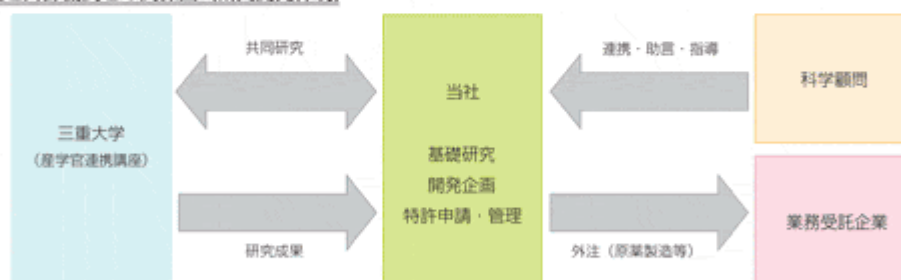 共同研究
連携・助言・指導
科学顧問
当社
三重大学
（産学官連携講座）
基礎研究
開発企画
特許申請・管理
業務受託企業
研究成果
外注（原薬製造等）